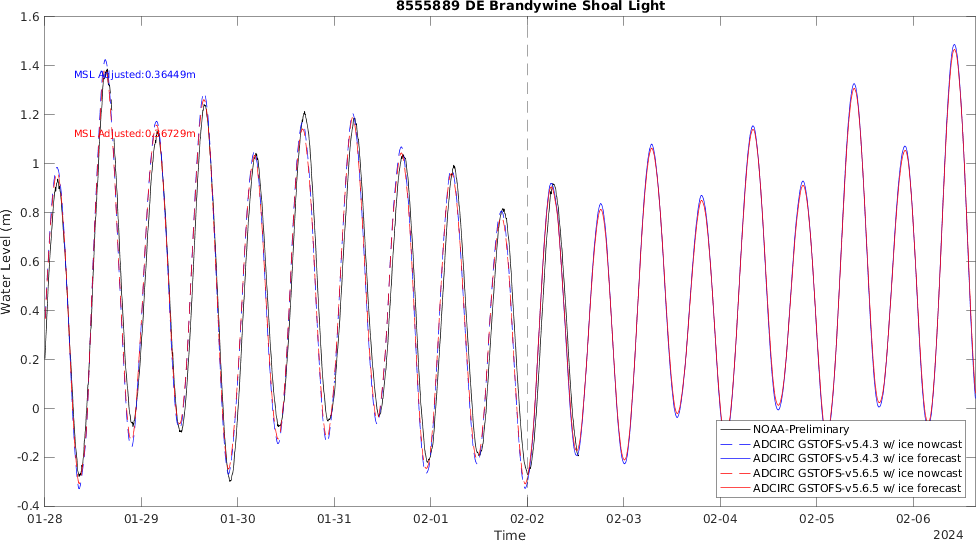 8555889 DE Brandywine Shoal Light
1.6
1.4
1.2
1
0.8
0.6
0.4
0.2
0
-0.2
-0.4
Water Level (m)
MSL Adjusted:0.36449m
MSL Adjusted:0.36729m
NOAA-Preliminary
ADCIRC GSTOFS-v5.4.3 w/ ice nowcast
ADCIRC GSTOFS-v5.4.3 w/ ice forecast
ADCIRC GSTOFS-v5.6.5 w/ ice nowcast
ADCIRC GSTOFS-v5.6.5 w/ ice forecast
01-28 01-29 01-30 01-31 02-01 02-02 02-03 02-04 02-05 02-06
Time
2024